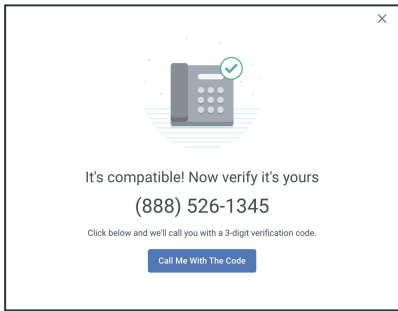 It's compatible! Now verify it's yours
(888) 526-1345
Click below and we'll call you with a 3-digit verification code.
Call Me With The Code